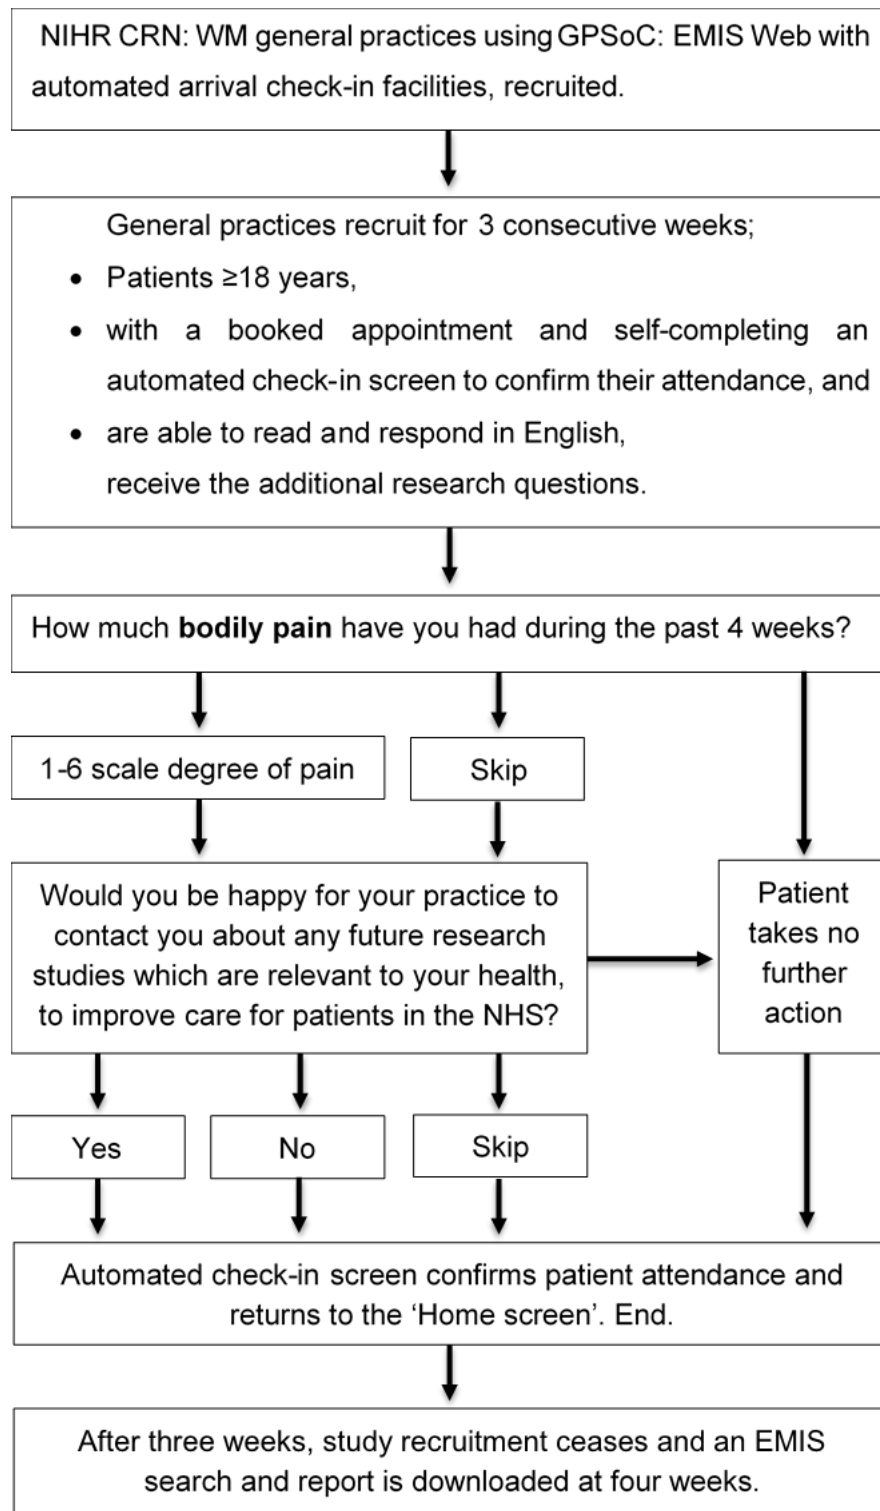 NIHR CRN: WM general practices using GPSoC: EMIS Web with
automated arrival check-in facilities, recruited.
General practices recruit for 3 consecutive weeks;
• Patients ≥18 years,
• with a booked appointment and self-completing an
automated check-in screen to confirm their attendance, and
• are able to read and respond in English,
receive the additional research questions.
How much bodily pain have you had during the past 4 weeks?
1-6 scale degree of pain
Skip
Would you be happy for your practice to
contact you about any future research
studies which are relevant to your health,
to improve care for patients in the NHS?
Patient
takes no
further
action
Yes
No
Skip
Automated check-in screen confirms patient attendance and
returns to the ‘Home screen’. End.
After three weeks, study recruitment ceases and an EMIS
search and report is downloaded at four weeks.